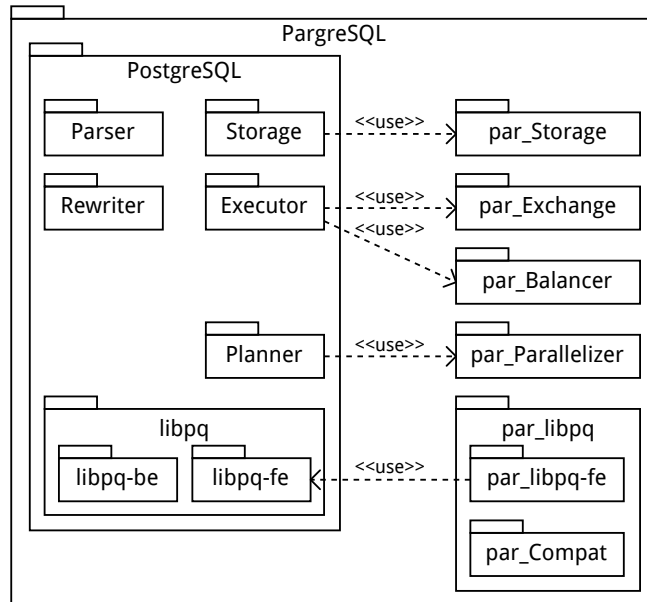 PargreSQL
PostgreSQL
Parser
Storage
<<use>>
par_Storage
Rewriter
Executor
<<use>>
par_Exchange
<<use>>
par_Balancer
Planner
<<use>>
par_Parallelizer
libpq
par_libpq
libpq-be
libpq-fe
<<use>>
par_libpq-fe
par_Compat